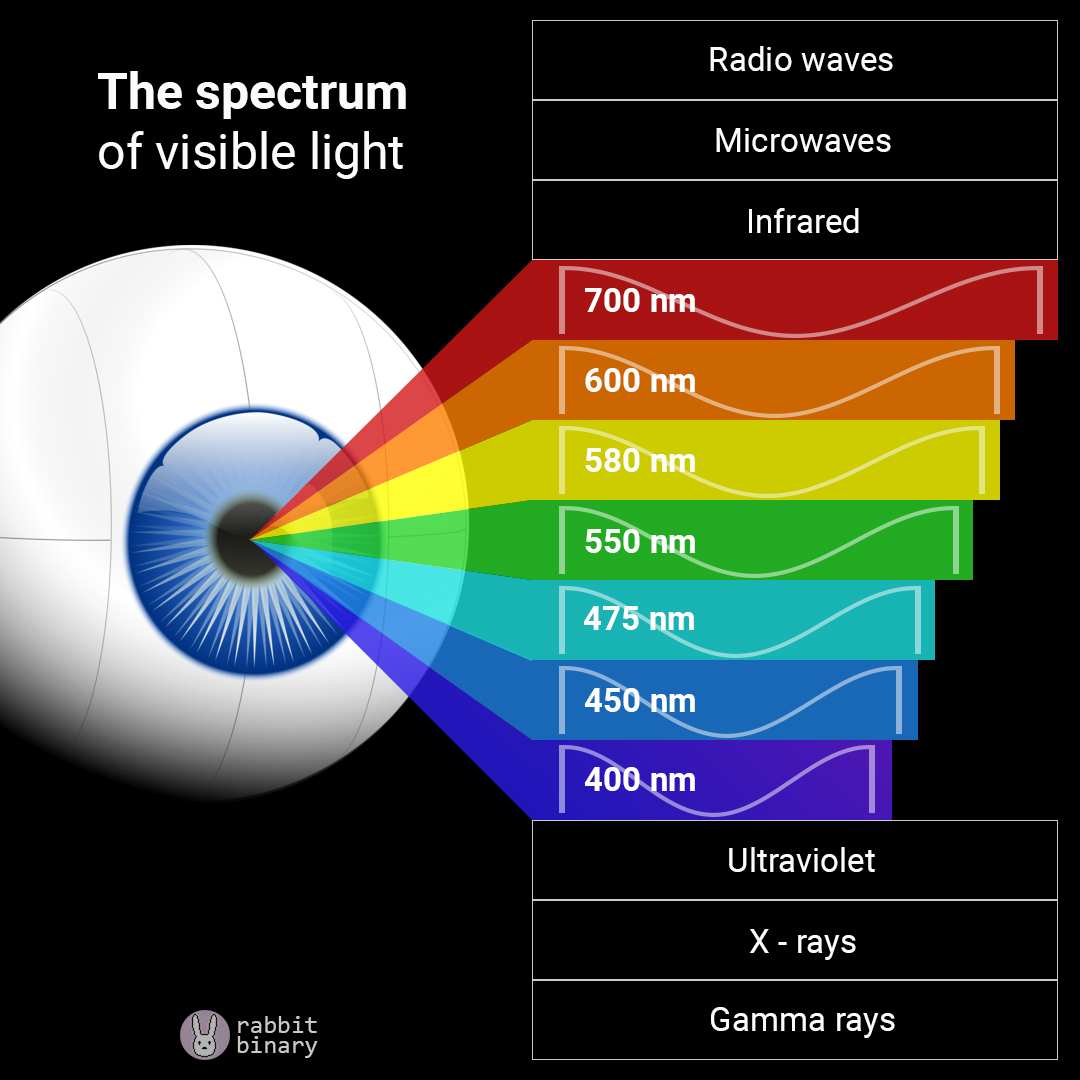 The spectrum
of visible light
Radio waves
Microwaves
Infrared
700 nm
600 nm
580 nm
550 nm
475 nm
450 nm
400 nm
Ultraviolet
X - rays
Gamma rays
rabbit
binary